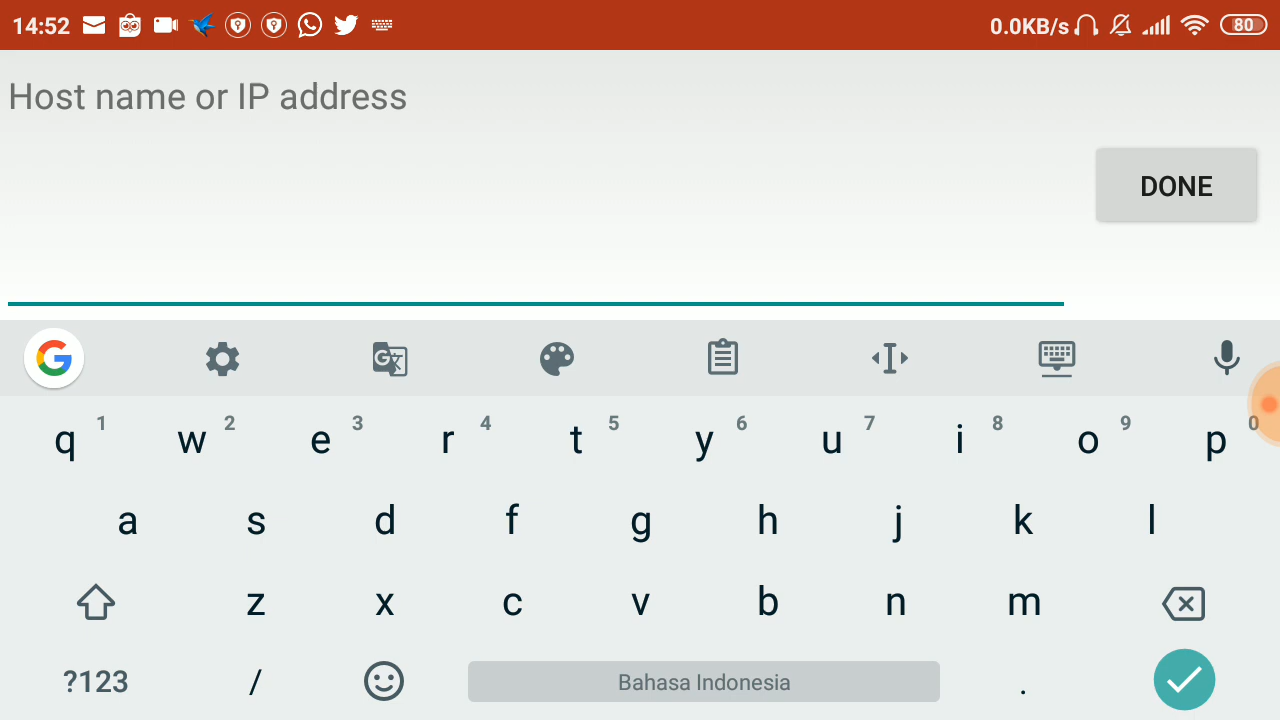 14:52 0.0KB/s 80
Host name or IP address
DONE
q 1 w 2 e 3 r 4 t 5 y 6 u 7 i 8 o 9 p 0
a s d f g h j k l
z x c v b n m
?123 / Bahasa Indonesia .